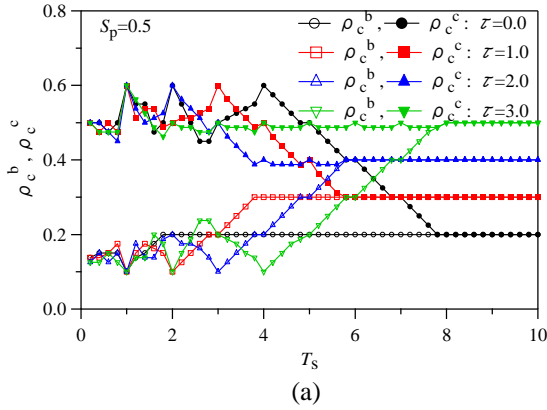 S_p=0.5
ρ_c^b, ρ_c^c: τ=0.0
ρ_c^b, ρ_c^c: τ=1.0
ρ_c^b, ρ_c^c: τ=2.0
ρ_c^b, ρ_c^c: τ=3.0
0.8
0.6
0.4
0.2
0.0
ρ_c^b, ρ_c^c
0 2 4 6 8 10
T_s
(a)